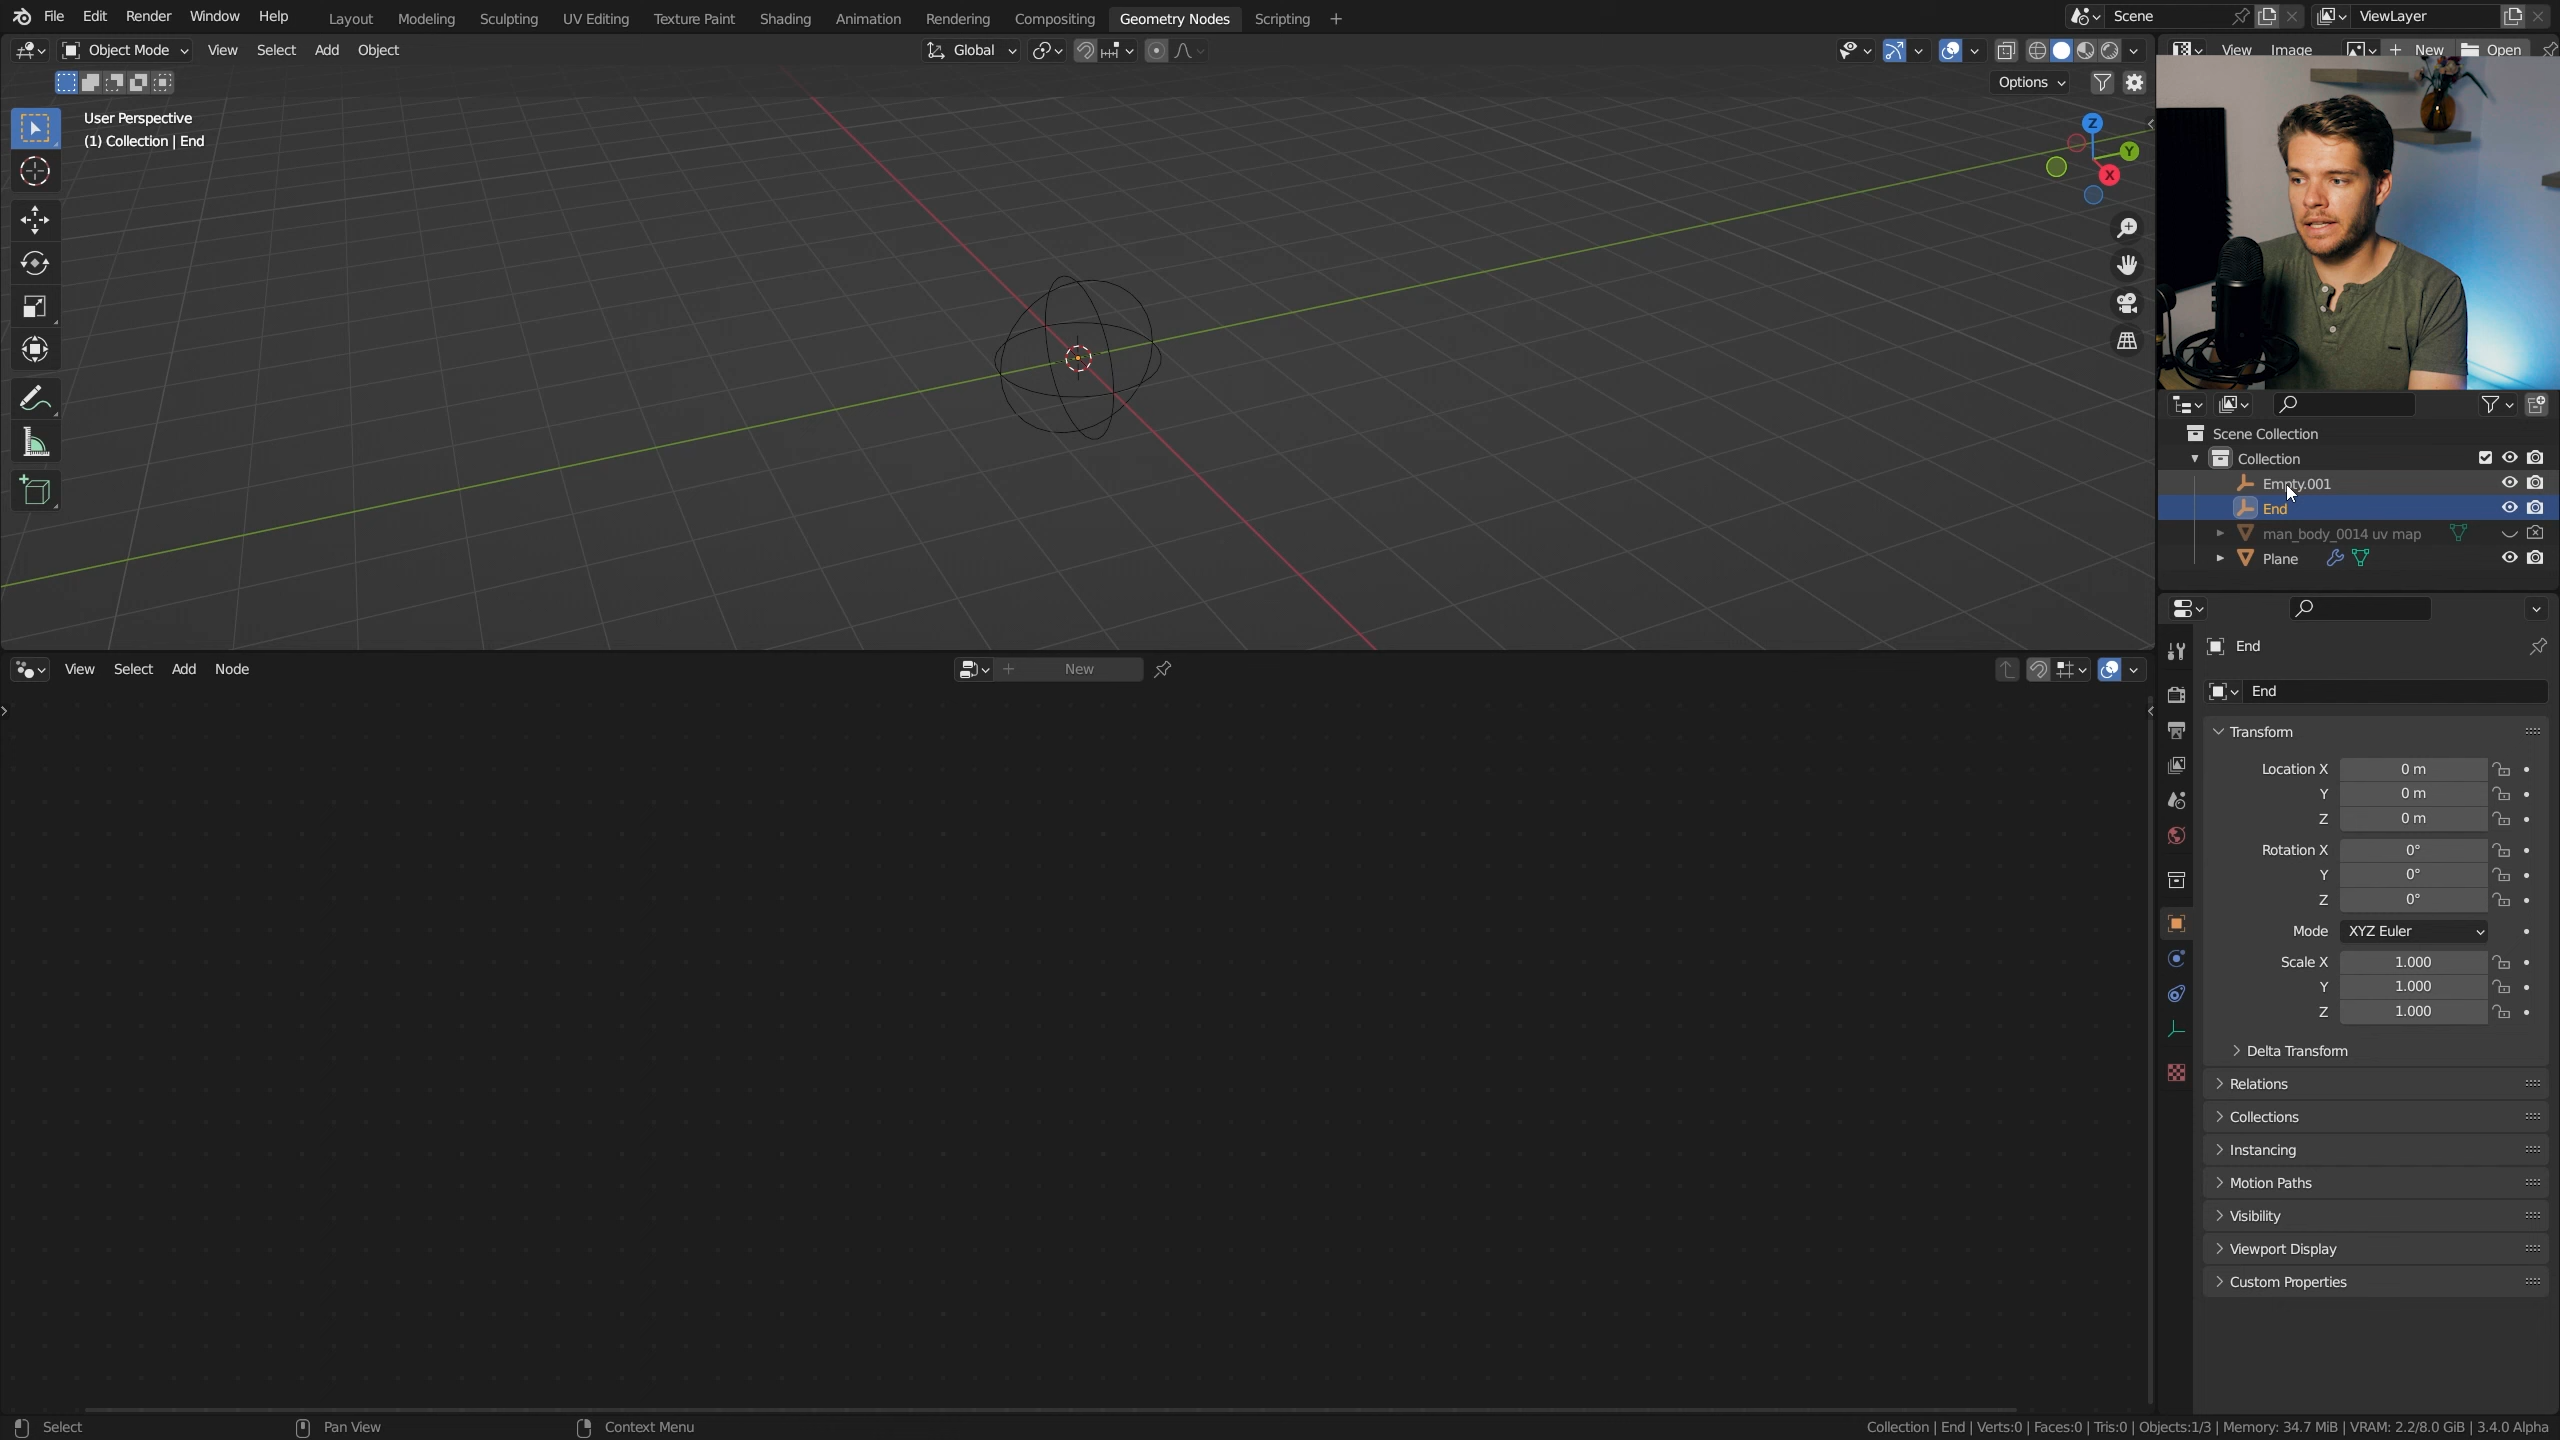 File Edit Render Window Help Layout Modeling Sculpting UV Editing Texture Paint Shading Animation Rendering Compositing Geometry Nodes Scripting + Scene ViewLayer
Object Mode View Select Add Object Global View Image + New Open
Options
User Perspective
(1) Collection | End
Z
Y
X
Scene Collection
Collection
Empty.001
End
man_body_0014 uv map
Plane
View Select Add Node + New
End
End
Transform
Location X 0 m
Y 0 m
Z 0 m
Rotation X 0°
Y 0°
Z 0°
Mode XYZ Euler
Scale X 1.000
Y 1.000
Z 1.000
Delta Transform
Relations
Collections
Instancing
Motion Paths
Visibility
Viewport Display
Custom Properties
Select Pan View Context Menu Collection | End | Verts:0 | Faces:0 | Tris:0 | Objects:1/3 | Memory: 34.7 MiB | VRAM: 2.2/8.0 GiB | 3.4.0 Alpha